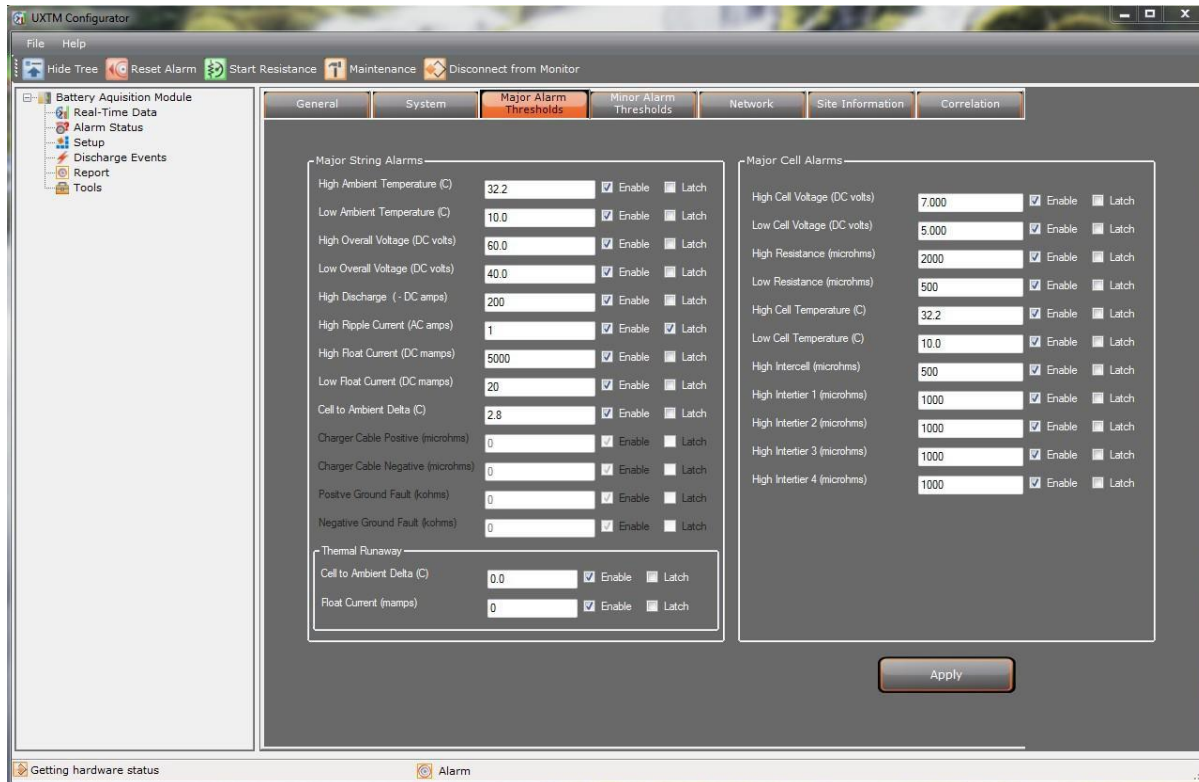 UXTM Configurator
File Help
Hide Tree Reset Alarm Start Resistance Maintenance Disconnect from Monitor
Battery Aquisition Module
Real-Time Data
Alarm Status
Setup
Discharge Events
Report
Tools
General System Major Alarm Thresholds Minor Alarm Thresholds Network Site Information Correlation
Major String Alarms
High Ambient Temperature (C) 32.2 Enable Latch
Low Ambient Temperature (C) 10.0 Enable Latch
High Overall Voltage (DC volts) 60.0 Enable Latch
Low Overall Voltage (DC volts) 40.0 Enable Latch
High Discharge ( - DC amps) 200 Enable Latch
High Ripple Current (AC amps) 1 Enable Latch
High Float Current (DC mamps) 5000 Enable Latch
Low Float Current (DC mamps) 20 Enable Latch
Cell to Ambient Delta (C) 2.8 Enable Latch
Charger Cable Positive (microhms) 0 Enable Latch
Charger Cable Negative (microhms) 0 Enable Latch
Positve Ground Fault (kohms) 0 Enable Latch
Negative Ground Fault (kohms) 0 Enable Latch
Thermal Runaway
Cell to Ambient Delta (C) 0.0 Enable Latch
Float Current (mamps) 0 Enable Latch
Major Cell Alarms
High Cell Voltage (DC volts) 7.000 Enable Latch
Low Cell Voltage (DC volts) 5.000 Enable Latch
High Resistance (microhms) 2000 Enable Latch
Low Resistance (microhms) 500 Enable Latch
High Cell Temperature (C) 32.2 Enable Latch
Low Cell Temperature (C) 10.0 Enable Latch
High Intercell (microhms) 500 Enable Latch
High Intertier 1 (microhms) 1000 Enable Latch
High Intertier 2 (microhms) 1000 Enable Latch
High Intertier 3 (microhms) 1000 Enable Latch
High Intertier 4 (microhms) 1000 Enable Latch
Apply
Getting hardware status Alarm